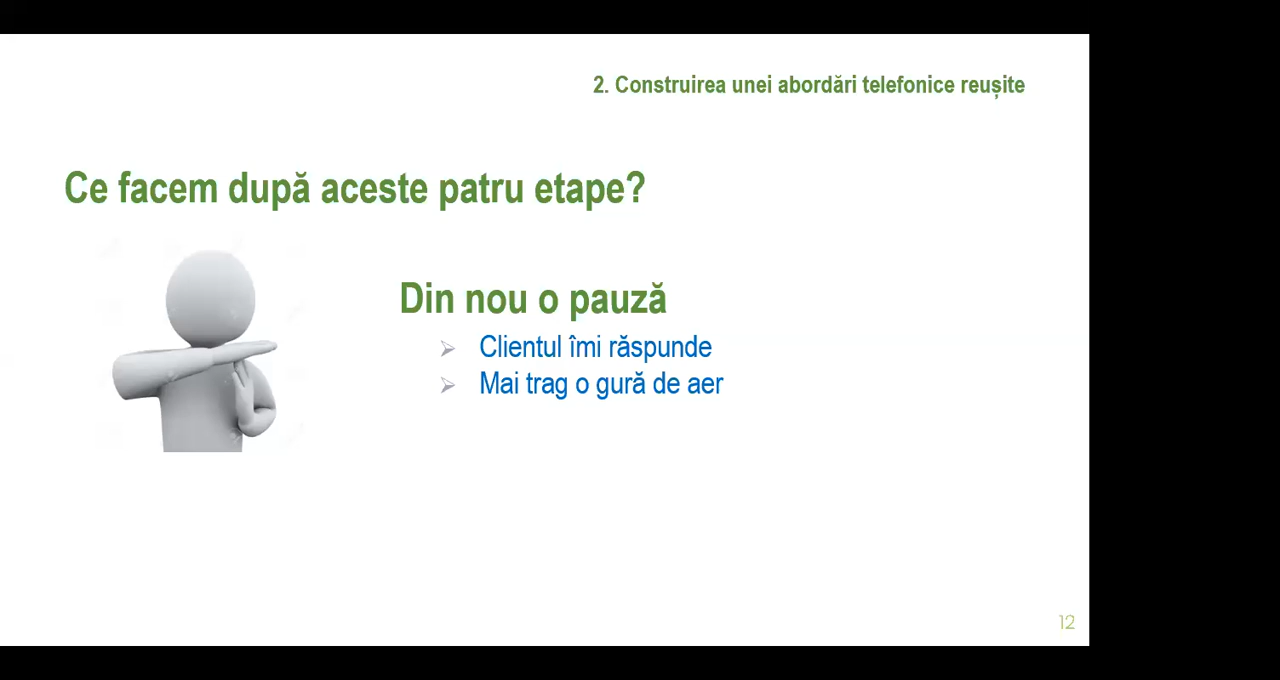 2. Construirea unei abordări telefonice reușite
Ce facem după aceste patru etape?
Din nou o pauză
Clientul îmi răspunde
Mai trag o gură de aer
12